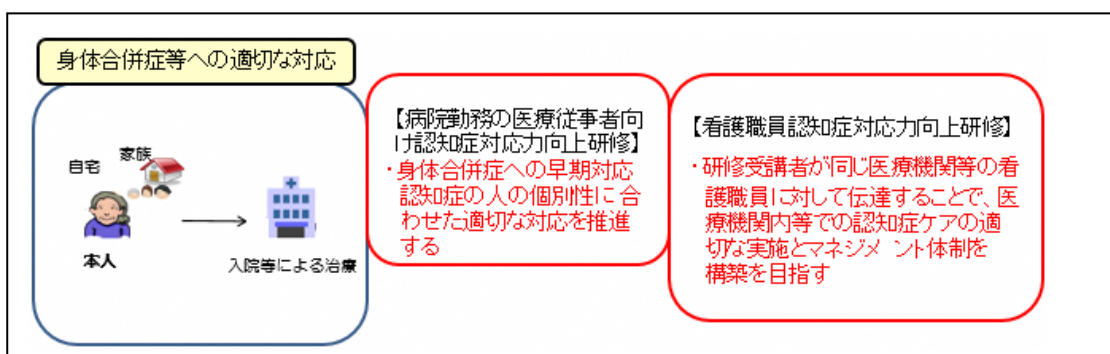 身体合併症等への適切な対応
自宅
家族
本人
入院等による治療
【病院勤務の医療従事者向
け認知症対応力向上研修】
・身体合併症への早期対応
認知症の人の個別性に合
わせた適切な対応を推進
する
【看護職員認知症対応力向上研修】
・研修受講者が同じ医療機関等の看
護職員に対して伝達することで、医
療機関内等での認知症ケアの適
切な実施とマネジメント体制を
構築を目指す